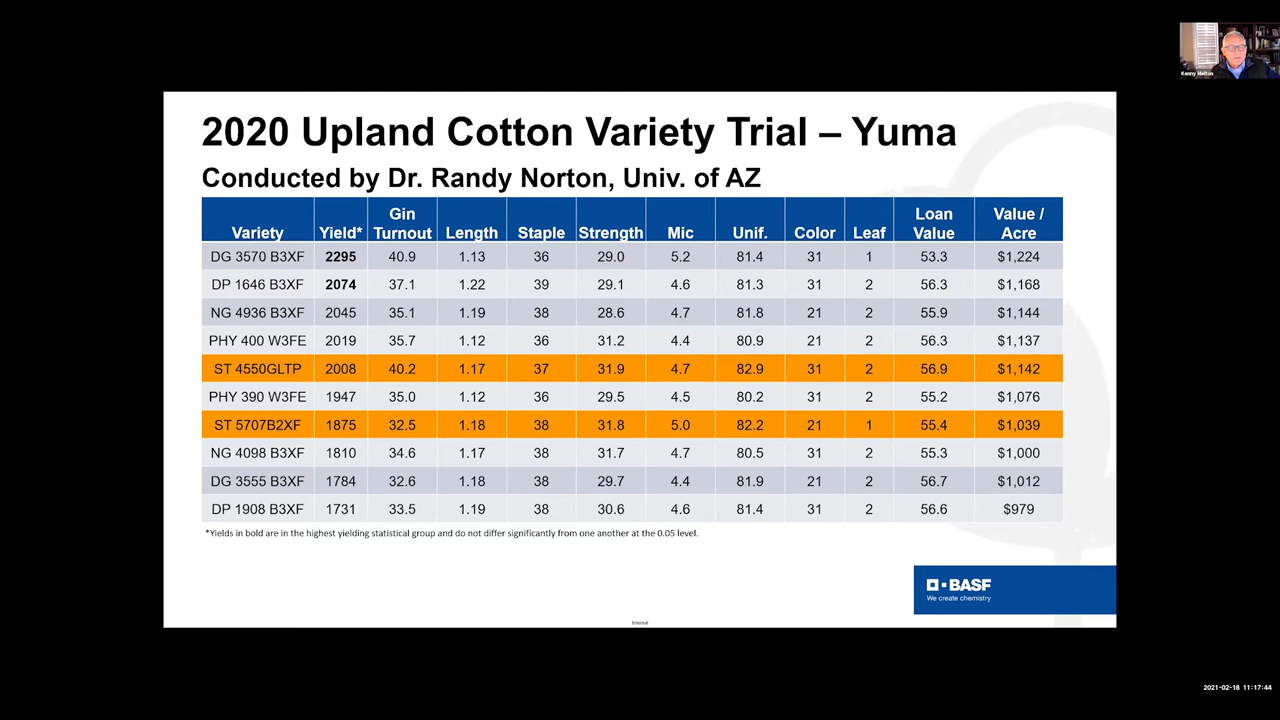 Kenny Melton
2020 Upland Cotton Variety Trial – Yuma
Conducted by Dr. Randy Norton, Univ. of AZ
Variety Yield* Gin Turnout Length Staple Strength Mic Unif. Color Leaf Loan Value Value / Acre
DG 3570 B3XF 2295 40.9 1.13 36 29.0 5.2 81.4 31 1 53.3 $1,224
DP 1646 B3XF 2074 37.1 1.22 39 29.1 4.6 81.3 31 2 56.3 $1,168
NG 4936 B3XF 2045 35.1 1.19 38 28.6 4.7 81.8 21 2 55.9 $1,144
PHY 400 W3FE 2019 35.7 1.12 36 31.2 4.4 80.9 21 2 56.3 $1,137
ST 4550GLTP 2008 40.2 1.17 37 31.9 4.7 82.9 31 2 56.9 $1,142
PHY 390 W3FE 1947 35.0 1.12 36 29.5 4.5 80.2 31 2 55.2 $1,076
ST 5707B2XF 1875 32.5 1.18 38 31.8 5.0 82.2 21 1 55.4 $1,039
NG 4098 B3XF 1810 34.6 1.17 38 31.7 4.7 80.5 31 2 55.3 $1,000
DG 3555 B3XF 1784 32.6 1.18 38 29.7 4.4 81.9 21 2 56.7 $1,012
DP 1908 B3XF 1731 33.5 1.19 38 30.6 4.6 81.4 31 2 56.6 $979
*Yields in bold are in the highest yielding statistical group and do not differ significantly from one another at the 0.05 level.
BASF
We create chemistry
Internal
2021-02-18 11:17:44